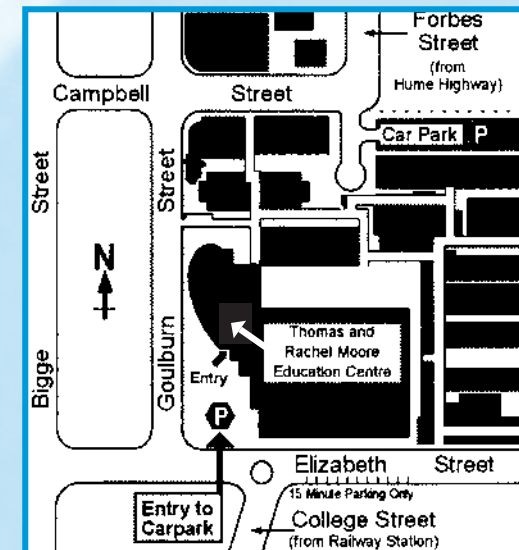 Forbes
Street
(from
Hume Highway)
Campbell Street
Car Park P
Street
Street
N
Bigge
Goulburn
Thomas and
Rachel Moore
Education Centre
Entry
P
Elizabeth Street
15 Minute Parking Only
Entry to
Carpark
College Street
(from Railway Station)